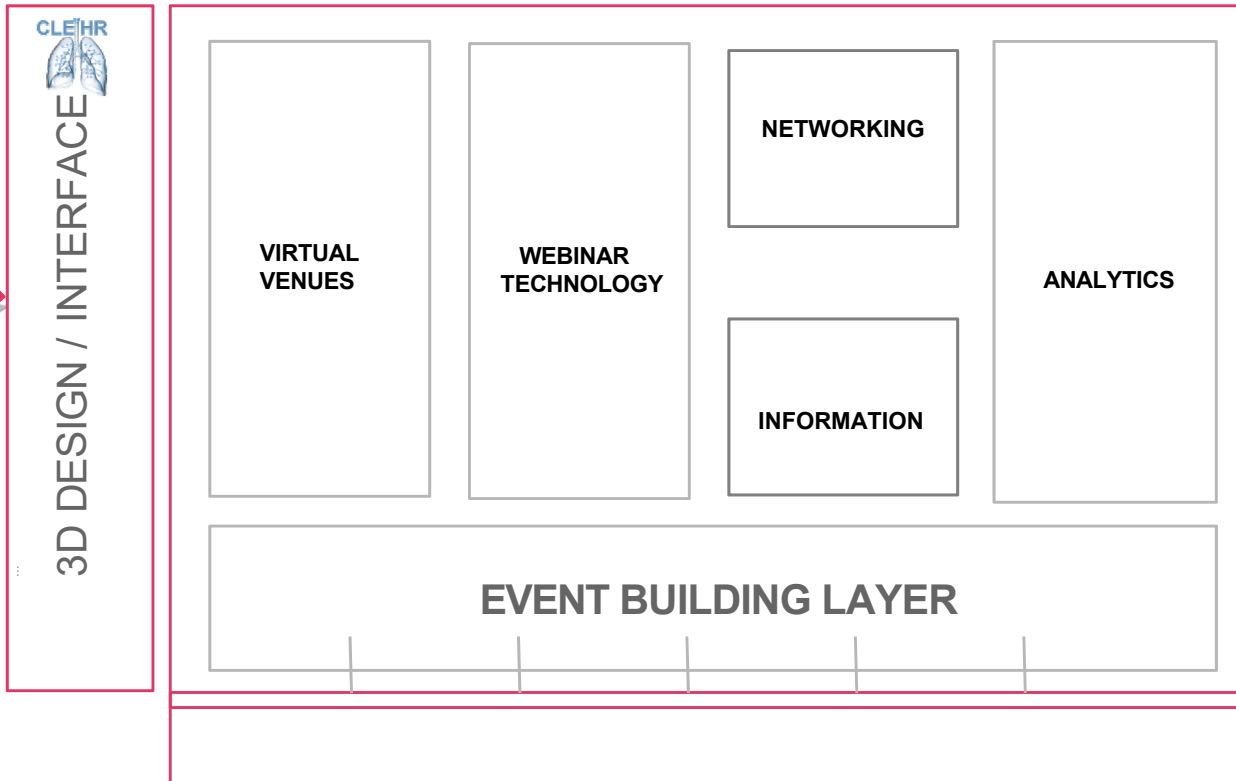 CLEHR
3D DESIGN / INTERFACE
VIRTUAL
VENUES
WEBINAR
TECHNOLOGY
NETWORKING
INFORMATION
ANALYTICS
EVENT BUILDING LAYER